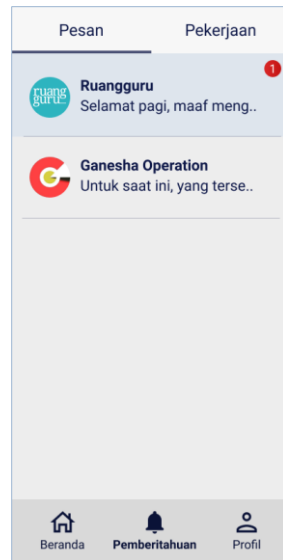 Pesan
Pekerjaan
1
ruang
guru
Ruangguru
Selamat pagi, maaf meng..
Ganesha Operation
Untuk saat ini, yang terse..
Beranda
Pemberitahuan
Profil